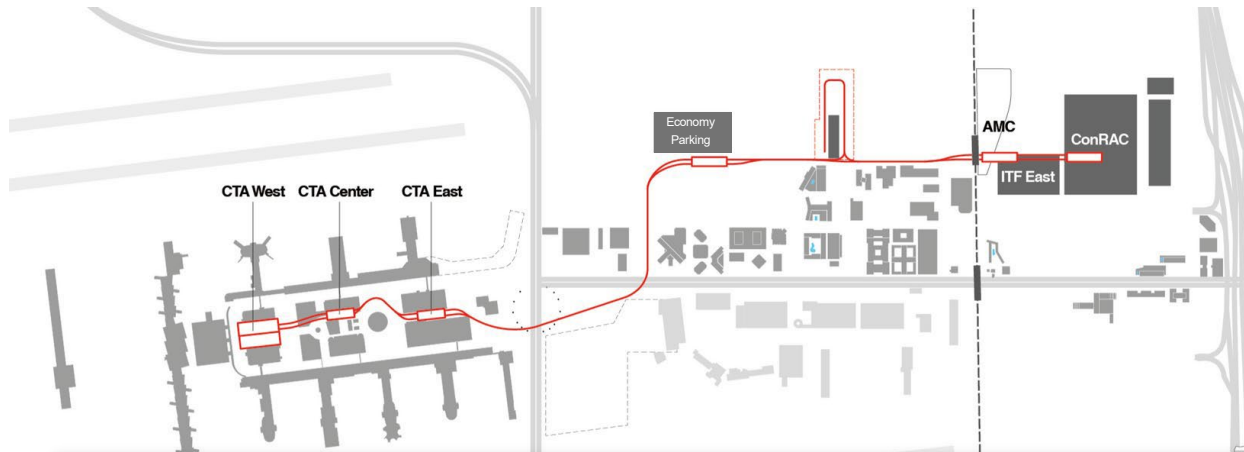 Economy
Parking
AMC
ConRAC
ITF East
CTA West
CTA Center
CTA East